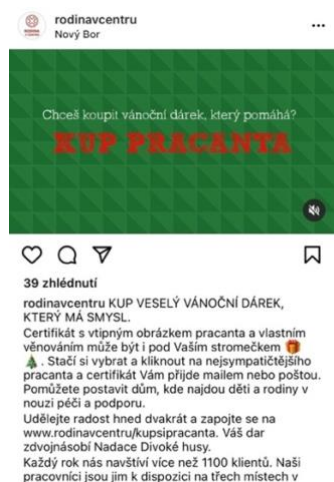 rodinavcentru
Nový Bor
RODINA
Chceš koupit vánoční dárek, který pomáhá?
KUP PRACANTA
39 zhlédnutí
rodinavcentru KUP VESELÝ VÁNOČNÍ DÁREK,
KTERÝ MÁ SMYSL.
Certifikát s vtipným obrázkem pracanta a vlastním
věnováním může být i pod Vaším stromečkem 🎁
🎄. Stačí si vybrat a kliknout na nejsympatičtějšího
pracanta a certifikát Vám přijde mailem nebo poštou.
Pomůžete postavit dům, kde najdou děti a rodiny v
nouzi péči a podporu.
Udělejte radost hned dvakrát a zapojte se na
www.rodinavcentru/kupsipracanta. Váš dar
zdvojnásobí Nadace Divoké husy.
Každý rok nás navštíví více než 1100 klientů. Naši
pracovníci jsou jim k dispozici na třech místech v